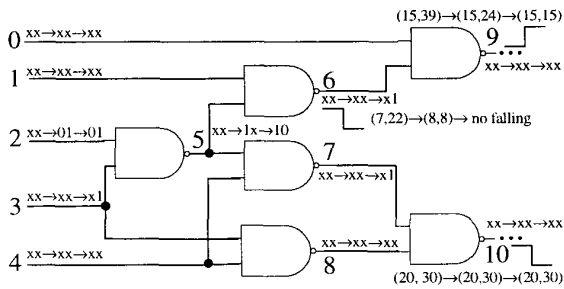 (15,39)→(15,24)→(15,15)
0 xx→xx→xx
9
xx→xx→xx
1 xx→xx→xx
6
xx→xx→x1
(7,22)→(8,8)→ no falling
2 xx→01→01
5 xx→1x→10
7
xx→xx→x1
3 xx→xx→x1
4 xx→xx→xx
8
xx→xx→xx
xx→xx→xx
10
(20, 30)→(20,30)→(20,30)